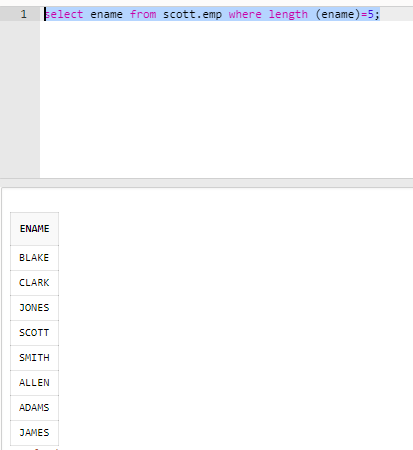 1 select ename from scott.emp where length (ename)=5;
ENAME
BLAKE
CLARK
JONES
SCOTT
SMITH
ALLEN
ADAMS
JAMES